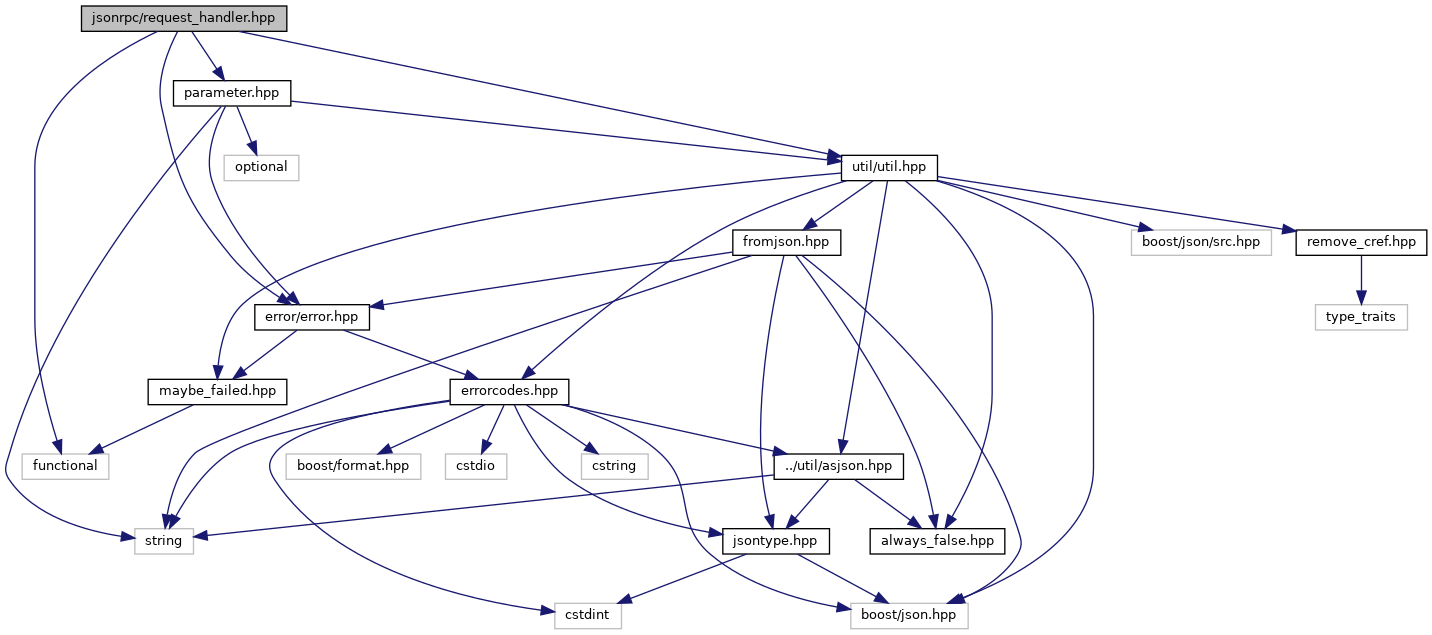 jsonrpc/request_handler.hpp
parameter.hpp
optional
util/util.hpp
fromjson.hpp
boost/json/src.hpp
remove_cref.hpp
error/error.hpp
type_traits
maybe_failed.hpp
errorcodes.hpp
functional
boost/format.hpp
cstdio
cstring
../util/asjson.hpp
string
jsontype.hpp
always_false.hpp
cstdint
boost/json.hpp